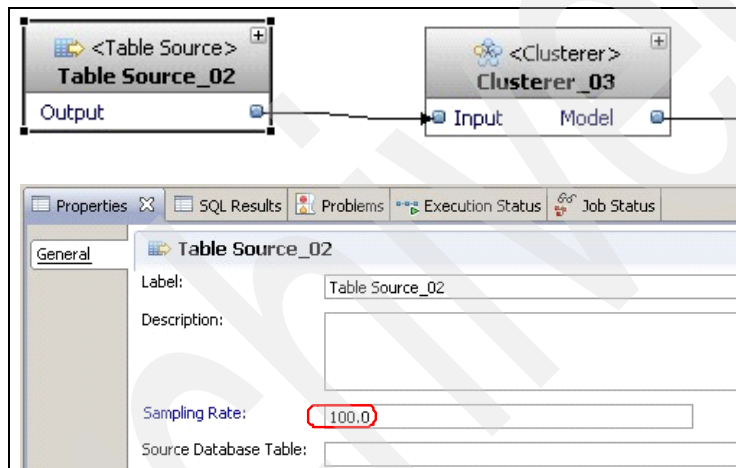 <Table Source>
Table Source_02
Output
<Clusterer>
Clusterer_03
Input Model
Properties SQL Results Problems Execution Status Job Status
General
Table Source_02
Label: Table Source_02
Description:
Sampling Rate: 100.0
Source Database Table: